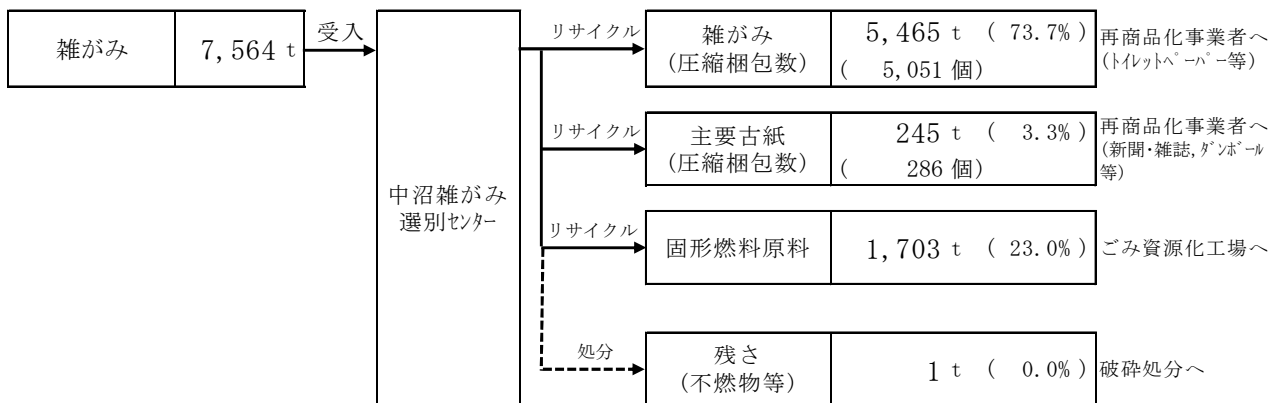 雑がみ
7,564 t
受入
中沼雑がみ
選別ｾﾝﾀｰ
リサイクル
雑がみ
(圧縮梱包数)
5,465 t ( 73.7%)
( 5,051 個)
再商品化事業者へ
(ﾄｲﾚｯﾄﾍﾟｰﾊﾟｰ等)
リサイクル
主要古紙
(圧縮梱包数)
245 t ( 3.3%)
( 286 個)
再商品化事業者へ
(新聞・雑誌,ﾀﾞﾝﾎﾞｰﾙ
等)
リサイクル
固形燃料原料
1,703 t ( 23.0%)
ごみ資源化工場へ
処分
残さ
(不燃物等)
1 t ( 0.0%)
破砕処分へ